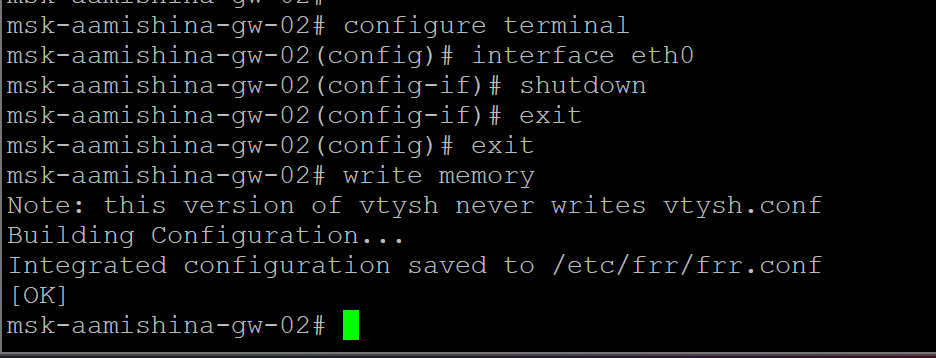 msk-aamishina-gw-02# configure terminal
msk-aamishina-gw-02(config)# interface eth0
msk-aamishina-gw-02(config-if)# shutdown
msk-aamishina-gw-02(config-if)# exit
msk-aamishina-gw-02(config)# exit
msk-aamishina-gw-02# write memory
Note: this version of vtysh never writes vtysh.conf
Building Configuration...
Integrated configuration saved to /etc/frr/frr.conf
[OK]
msk-aamishina-gw-02#